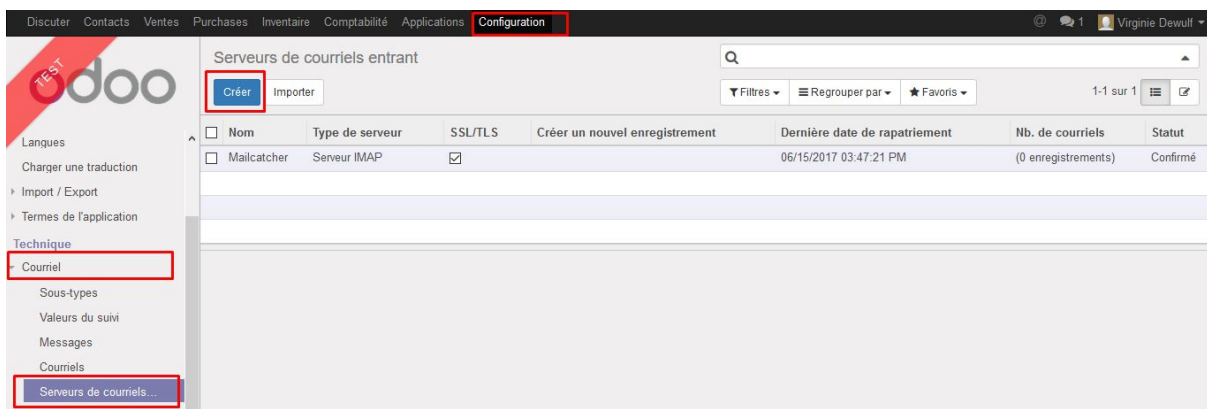 Discuter Contacts Ventes Purchases Inventaire Comptabilité Applications Configuration @ 1 Virginie Dewulf
TEST
odoo
Serveurs de courriels entrant
Créer Importer
Filtres Regrouper par Favoris 1-1 sur 1
Nom Type de serveur SSL/TLS Créer un nouvel enregistrement Dernière date de rapatriement Nb. de courriels Statut
Mailcatcher Serveur IMAP 06/15/2017 03:47:21 PM (0 enregistrements) Confirmé
Langues
Charger une traduction
Import / Export
Termes de l'application
Technique
Courriel
Sous-types
Valeurs du suivi
Messages
Courriels
Serveurs de courriels...